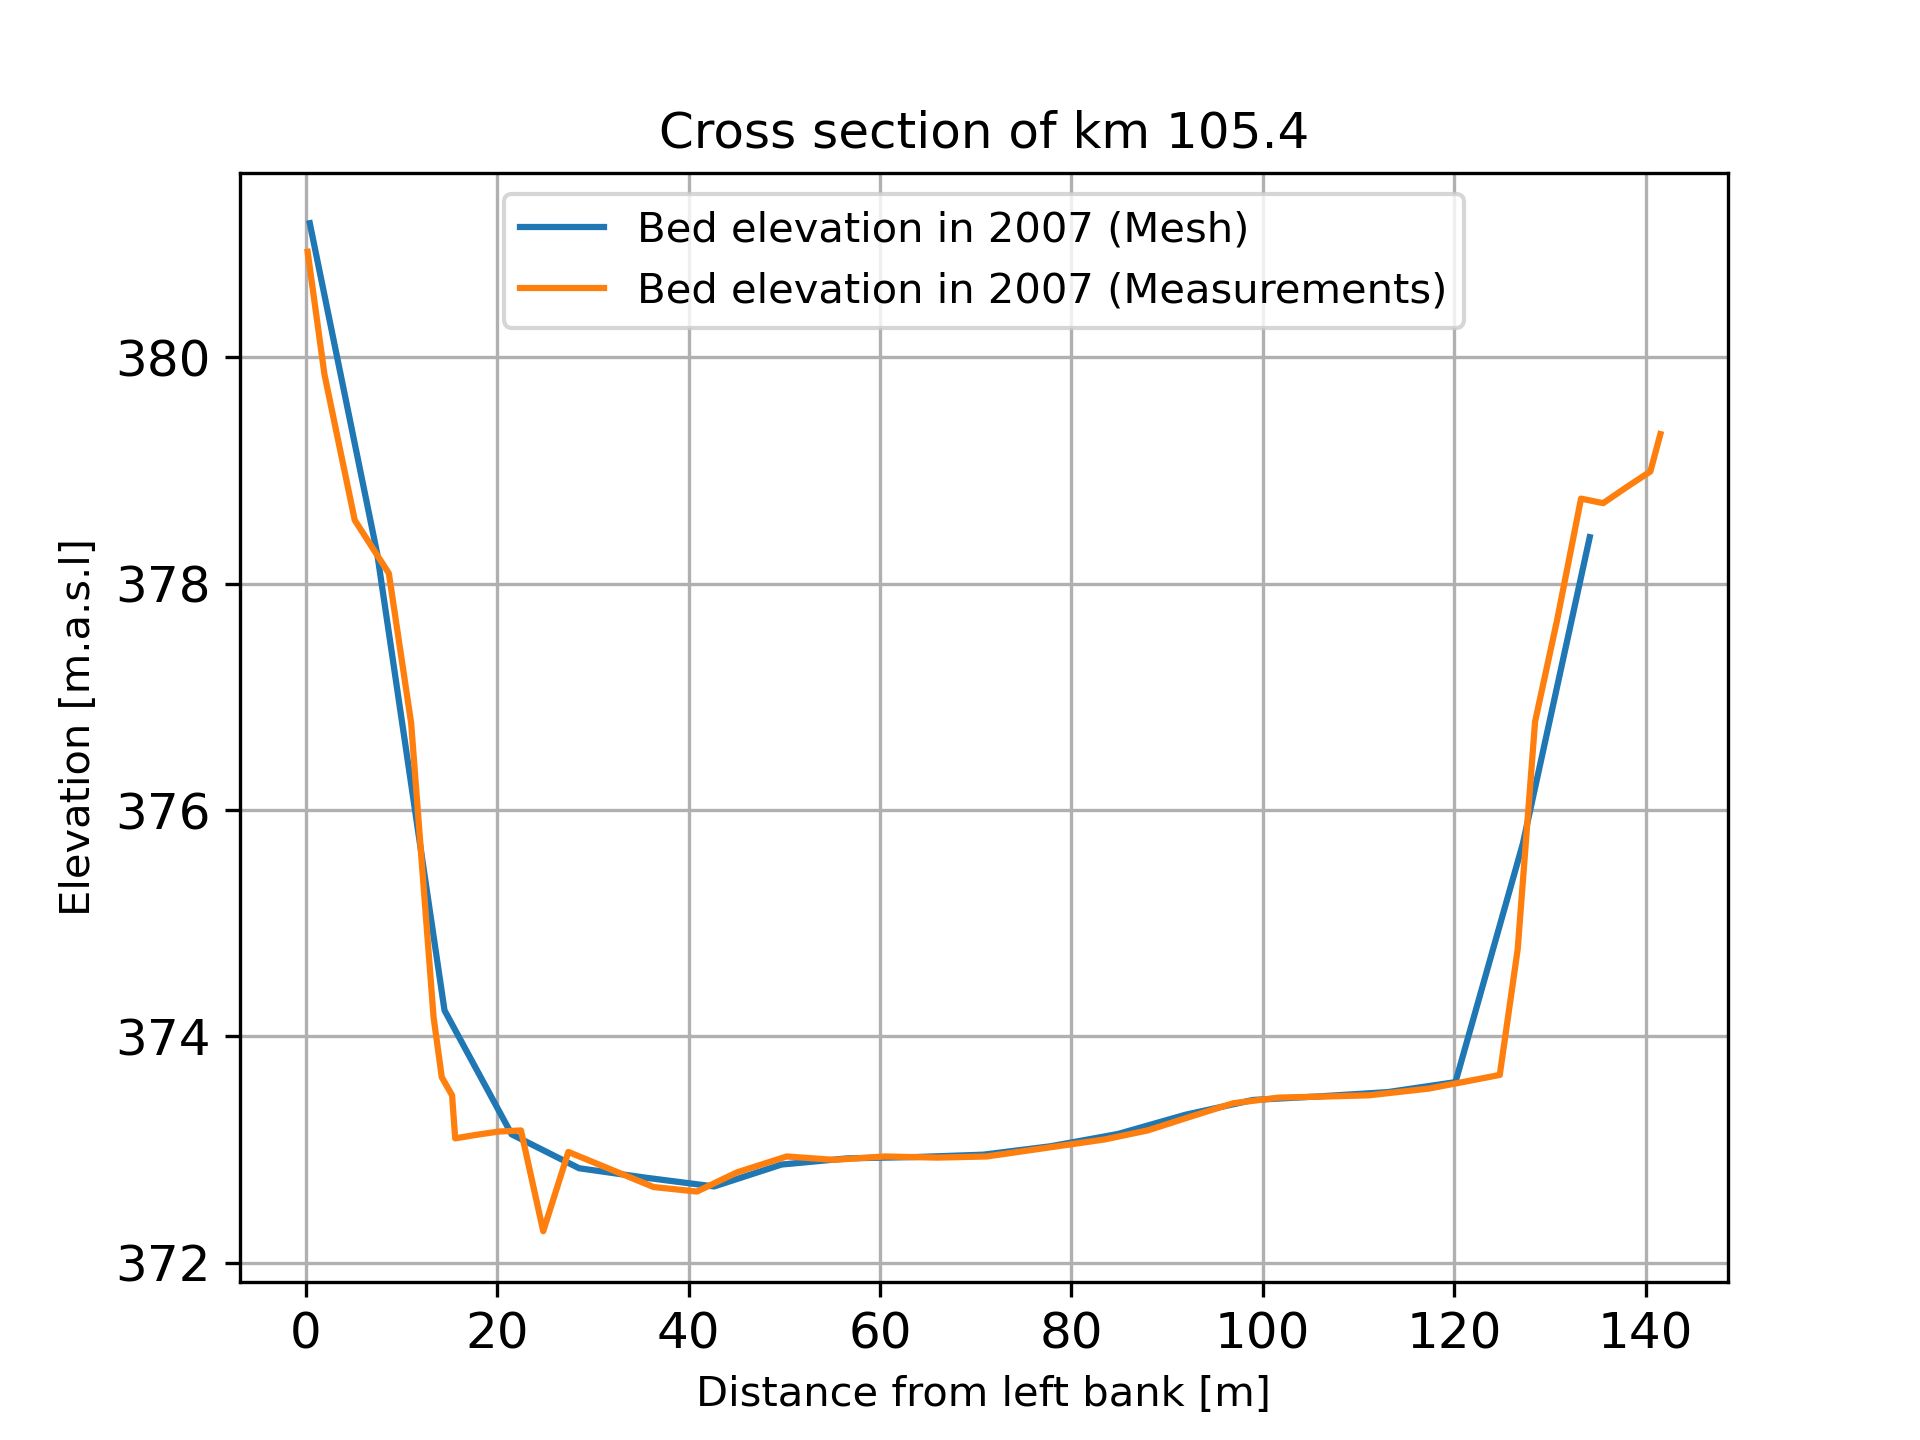 Cross section of km 105.4
Bed elevation in 2007 (Mesh)
Bed elevation in 2007 (Measurements)
Elevation [m.a.s.l]
380
378
376
374
372
0 20 40 60 80 100 120 140
Distance from left bank [m]